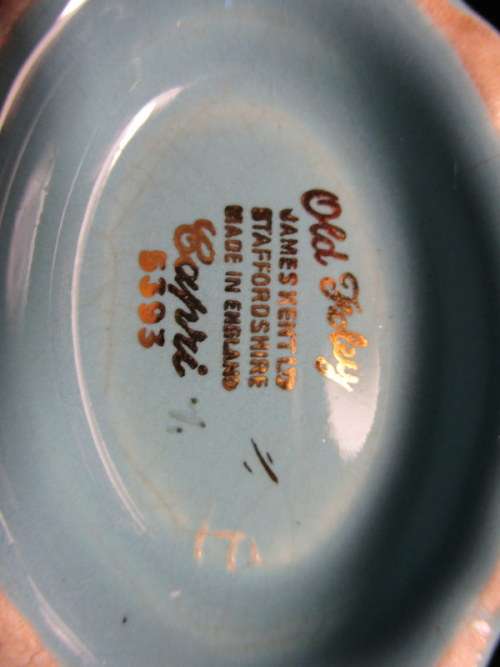 Old Foley
JAMES KENT LTD
STAFFORDSHIRE
MADE IN ENGLAND
Capri
5393